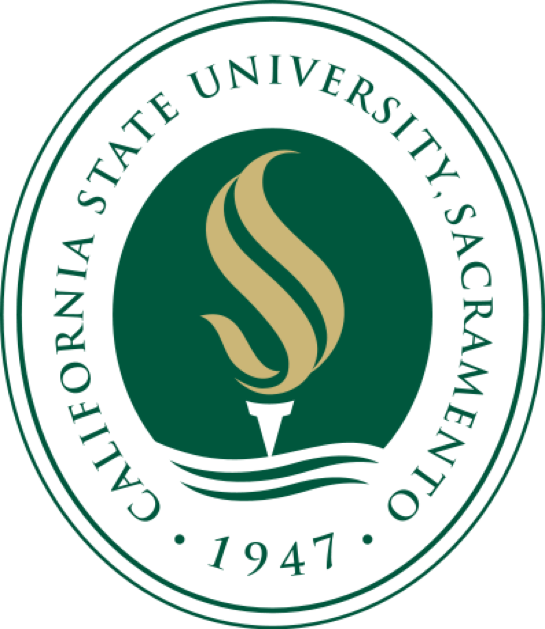 CALIFORNIA STATE UNIVERSITY, SACRAMENTO
• 1947 •